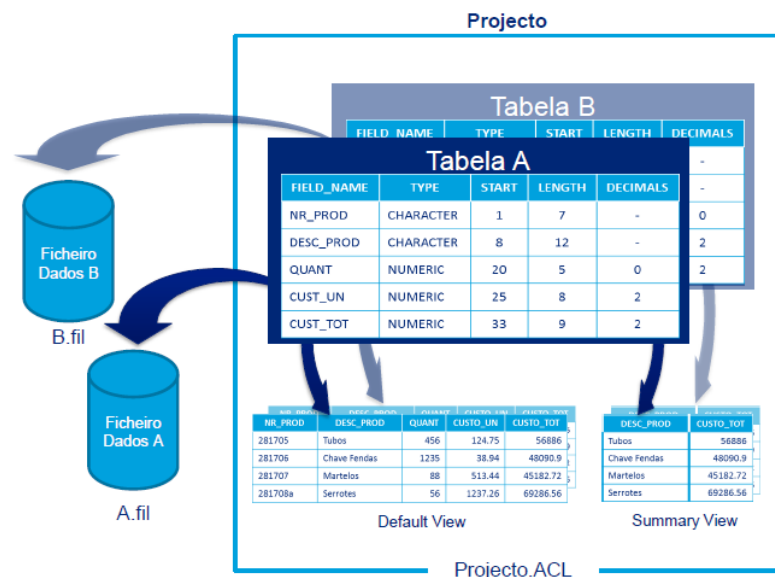 Projecto
Tabela B
FIELD_NAME TYPE START LENGTH DECIMALS
-
-
0
2
2
Tabela A
FIELD_NAME TYPE START LENGTH DECIMALS
NR_PROD CHARACTER 1 7 -
DESC_PROD CHARACTER 8 12 -
QUANT NUMERIC 20 5 0
CUST_UN NUMERIC 25 8 2
CUST_TOT NUMERIC 33 9 2
Ficheiro
Dados B
B.fil
Ficheiro
Dados A
A.fil
NR_PROD DESC_PROD QUANT CUSTO_UN CUSTO_TOT
281705 Tubos 456 124.75 56886
281706 Chave Fendas 1235 38.94 48090.9
281707 Martelos 88 513.44 45182.72
281708a Serrotes 56 1237.26 69286.56
Default View
DESC_PROD CUSTO_TOT
Tubos 56886
Chave Fendas 48090.9
Martelos 45182.72
Serrotes 69286.56
Summary View
Projecto.ACL